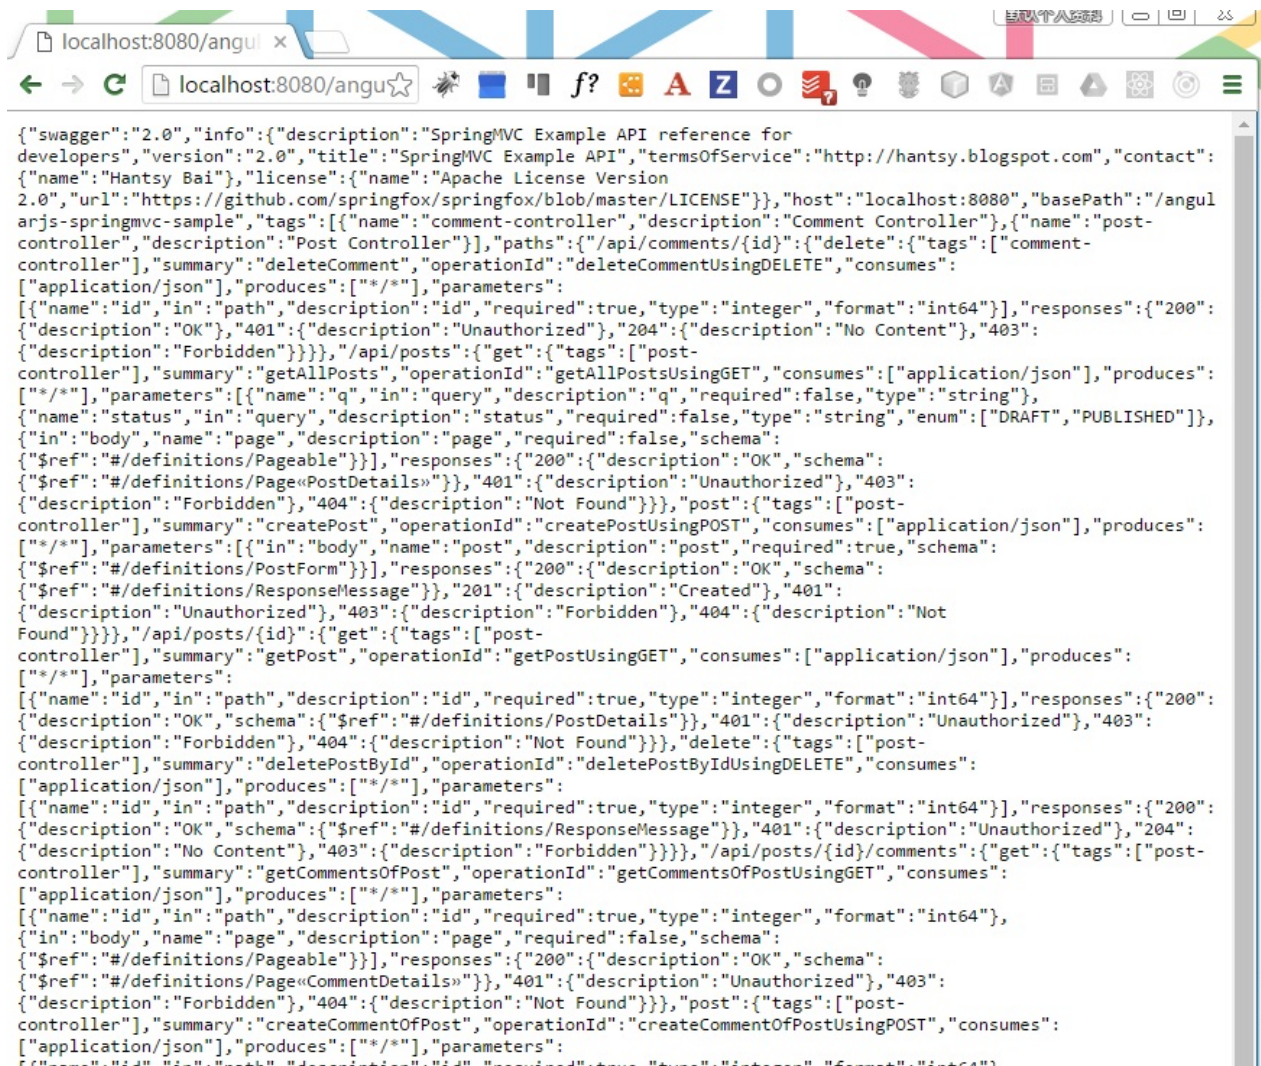 默认个人资料
localhost:8080/angul
localhost:8080/angu
f?
A
Z
?
{"swagger":"2.0","info":{"description":"SpringMVC Example API reference for
developers","version":"2.0","title":"SpringMVC Example API","termsOfService":"http://hantsy.blogspot.com","contact":
{"name":"Hantsy Bai"},"license":{"name":"Apache License Version
2.0","url":"https://github.com/springfox/springfox/blob/master/LICENSE"}},"host":"localhost:8080","basePath":"/angul
arjs-springmvc-sample","tags":[{"name":"comment-controller","description":"Comment Controller"},{"name":"post-
controller","description":"Post Controller"}],"paths":{"/api/comments/{id}":{"delete":{"tags":["comment-
controller"],"summary":"deleteComment","operationId":"deleteCommentUsingDELETE","consumes":
["application/json"],"produces":["*/*"],"parameters":
[{"name":"id","in":"path","description":"id","required":true,"type":"integer","format":"int64"}],"responses":{"200":
{"description":"OK"},"401":{"description":"Unauthorized"},"204":{"description":"No Content"},"403":
{"description":"Forbidden"}}}},"/api/posts":{"get":{"tags":["post-
controller"],"summary":"getAllPosts","operationId":"getAllPostsUsingGET","consumes":["application/json"],"produces":
["*/*"],"parameters":[{"name":"q","in":"query","description":"q","required":false,"type":"string"},
{"name":"status","in":"query","description":"status","required":false,"type":"string","enum":["DRAFT","PUBLISHED"]},
{"in":"body","name":"page","description":"page","required":false,"schema":
{"$ref":"#/definitions/Pageable"}}],"responses":{"200":{"description":"OK","schema":
{"$ref":"#/definitions/Page«PostDetails»"}},"401":{"description":"Unauthorized"},"403":
{"description":"Forbidden"},"404":{"description":"Not Found"}}},"post":{"tags":["post-
controller"],"summary":"createPost","operationId":"createPostUsingPOST","consumes":["application/json"],"produces":
["*/*"],"parameters":[{"in":"body","name":"post","description":"post","required":true,"schema":
{"$ref":"#/definitions/PostForm"}}],"responses":{"200":{"description":"OK","schema":
{"$ref":"#/definitions/ResponseMessage"}},"201":{"description":"Created"},"401":
{"description":"Unauthorized"},"403":{"description":"Forbidden"},"404":{"description":"Not
Found"}}}},"/api/posts/{id}":{"get":{"tags":["post-
controller"],"summary":"getPost","operationId":"getPostUsingGET","consumes":["application/json"],"produces":
["*/*"],"parameters":
[{"name":"id","in":"path","description":"id","required":true,"type":"integer","format":"int64"}],"responses":{"200":
{"description":"OK","schema":{"$ref":"#/definitions/PostDetails"}},"401":{"description":"Unauthorized"},"403":
{"description":"Forbidden"},"404":{"description":"Not Found"}}},"delete":{"tags":["post-
controller"],"summary":"deletePostById","operationId":"deletePostByIdUsingDELETE","consumes":
["application/json"],"produces":["*/*"],"parameters":
[{"name":"id","in":"path","description":"id","required":true,"type":"integer","format":"int64"}],"responses":{"200":
{"description":"OK","schema":{"$ref":"#/definitions/ResponseMessage"}},"401":{"description":"Unauthorized"},"204":
{"description":"No Content"},"403":{"description":"Forbidden"}}}},"/api/posts/{id}/comments":{"get":{"tags":["post-
controller"],"summary":"getCommentsOfPost","operationId":"getCommentsOfPostUsingGET","consumes":
["application/json"],"produces":["*/*"],"parameters":
[{"name":"id","in":"path","description":"id","required":true,"type":"integer","format":"int64"},
{"in":"body","name":"page","description":"page","required":false,"schema":
{"$ref":"#/definitions/Pageable"}}],"responses":{"200":{"description":"OK","schema":
{"$ref":"#/definitions/Page«CommentDetails»"}},"401":{"description":"Unauthorized"},"403":
{"description":"Forbidden"},"404":{"description":"Not Found"}}},"post":{"tags":["post-
controller"],"summary":"createCommentOfPost","operationId":"createCommentOfPostUsingPOST","consumes":
["application/json"],"produces":["*/*"],"parameters":
[{"name":"id","in":"path","description":"id","required":true,"type":"integer","format":"int64"},